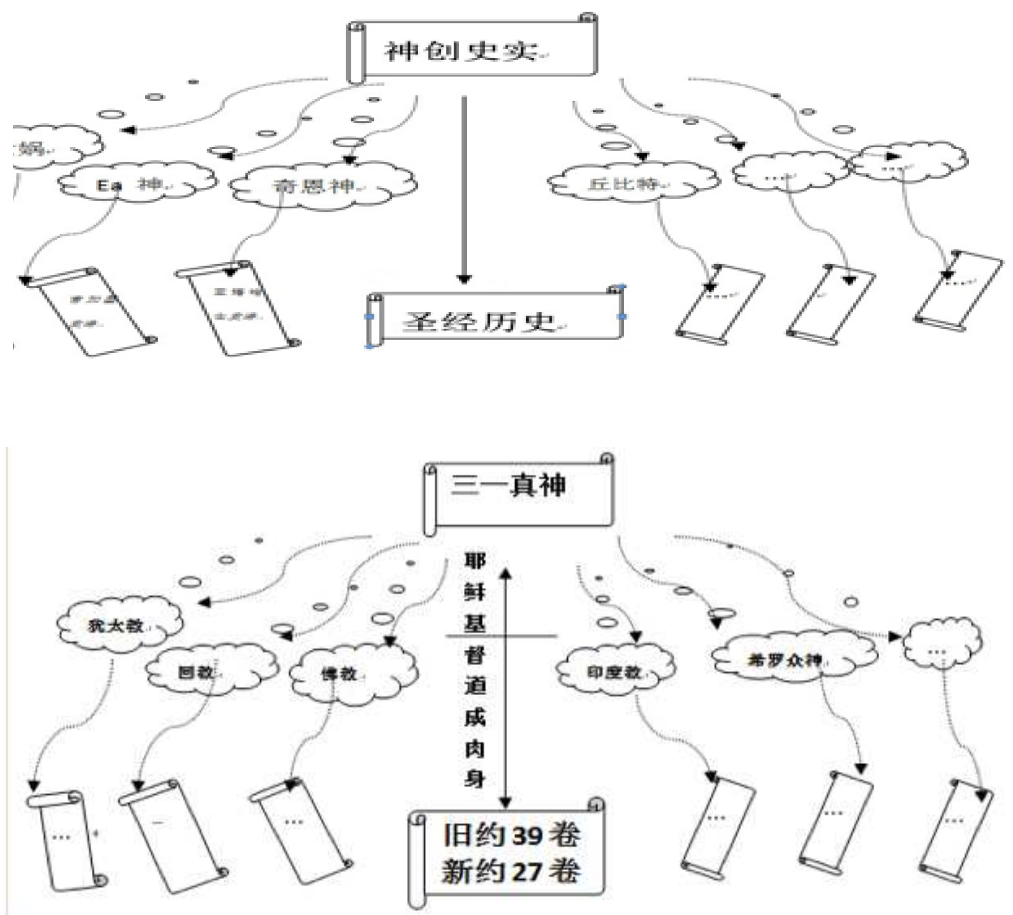 神创史实
娲
Ea 神
奇恩神
丘比特
......
......
史诗
圣经历史
......
......
三一真神
耶稣基督道成肉身
犹太教
回教
佛教
印度教
希罗众神
...
...
...
...
...
...
旧约39卷
新约27卷